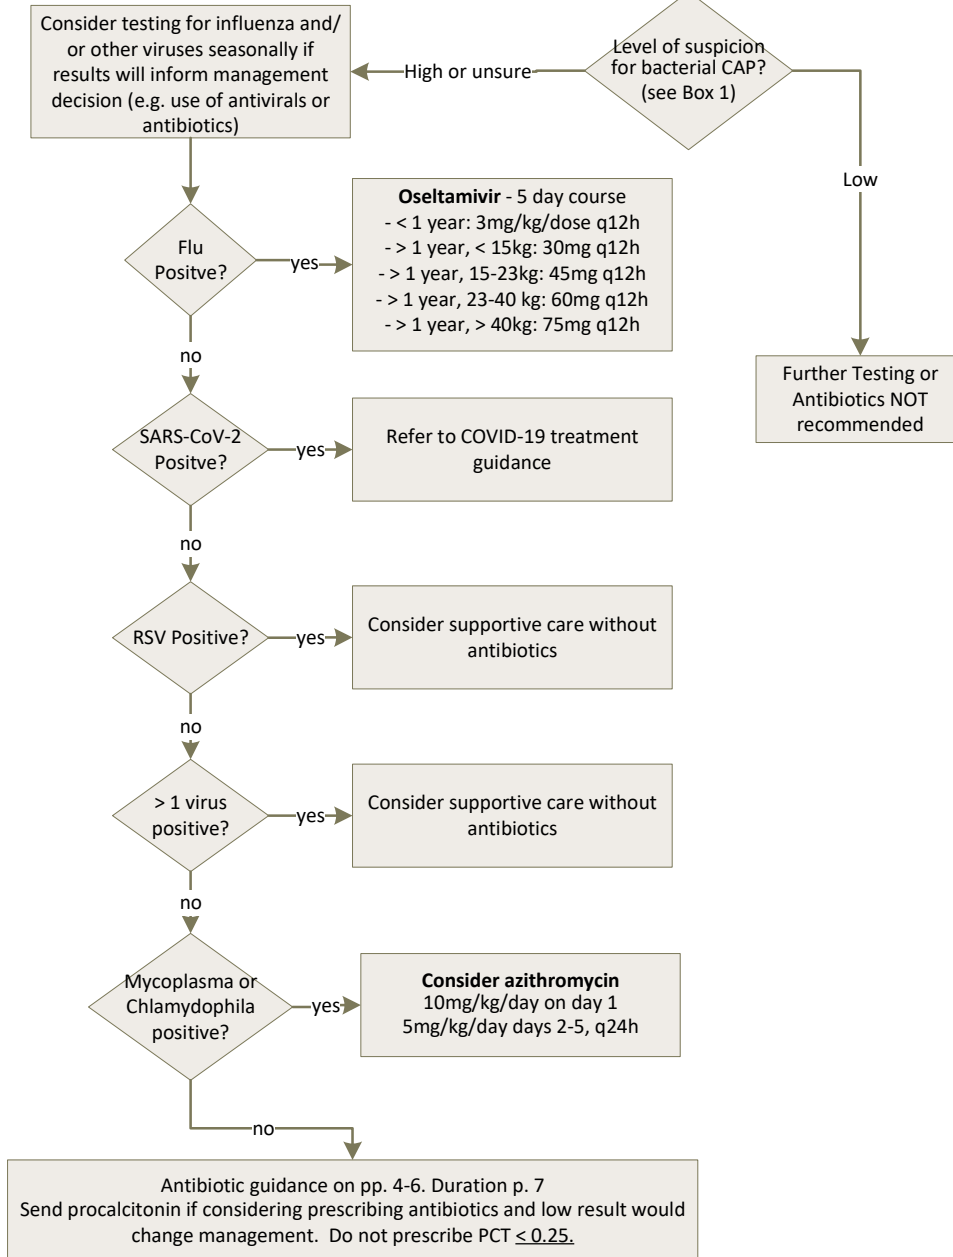 Consider testing for influenza and/
or other viruses seasonally if
results will inform management
decision (e.g. use of antivirals or
antibiotics)
High or unsure
Level of suspicion
for bacterial CAP?
(see Box 1)
Low
Further Testing or
Antibiotics NOT
recommended
Flu
Positve?
yes
Oseltamivir - 5 day course
- < 1 year: 3mg/kg/dose q12h
- > 1 year, < 15kg: 30mg q12h
- > 1 year, 15-23kg: 45mg q12h
- > 1 year, 23-40 kg: 60mg q12h
- > 1 year, > 40kg: 75mg q12h
no
SARS-CoV-2
Positve?
yes
Refer to COVID-19 treatment
guidance
no
RSV Positive?
yes
Consider supportive care without
antibiotics
no
> 1 virus
positive?
yes
Consider supportive care without
antibiotics
no
Mycoplasma or
Chlamydophila
positive?
yes
Consider azithromycin
10mg/kg/day on day 1
5mg/kg/day days 2-5, q24h
no
Antibiotic guidance on pp. 4-6. Duration p. 7
Send procalcitonin if considering prescribing antibiotics and low result would
change management.  Do not prescribe PCT < 0.25.